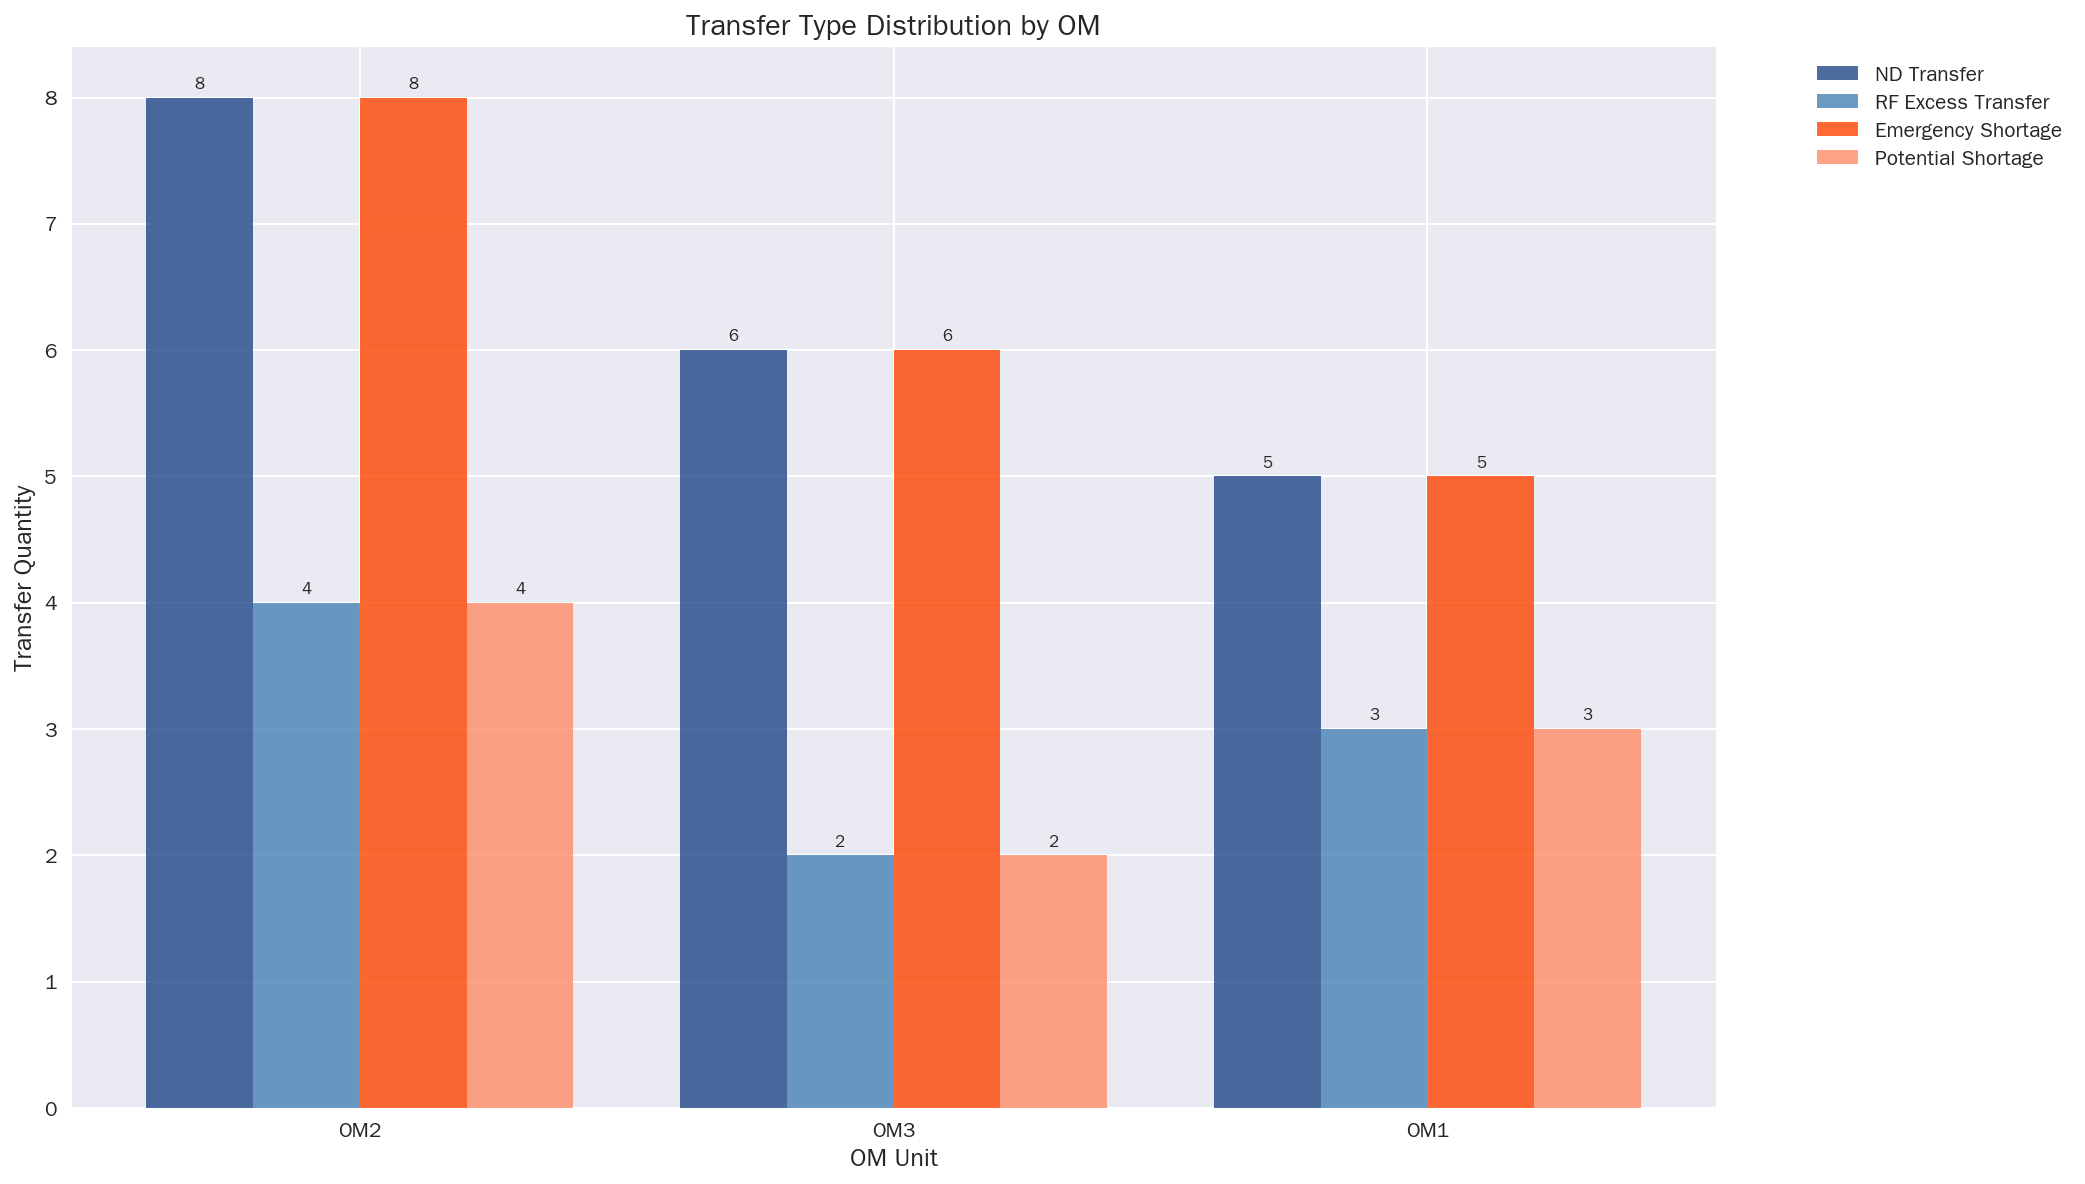 Transfer Type Distribution by OM
ND Transfer
RF Excess Transfer
Emergency Shortage
Potential Shortage
Transfer Quantity
8
7
6
5
4
3
2
1
0
8
4
8
4
6
2
6
2
5
3
5
3
OM2
OM3
OM1
OM Unit